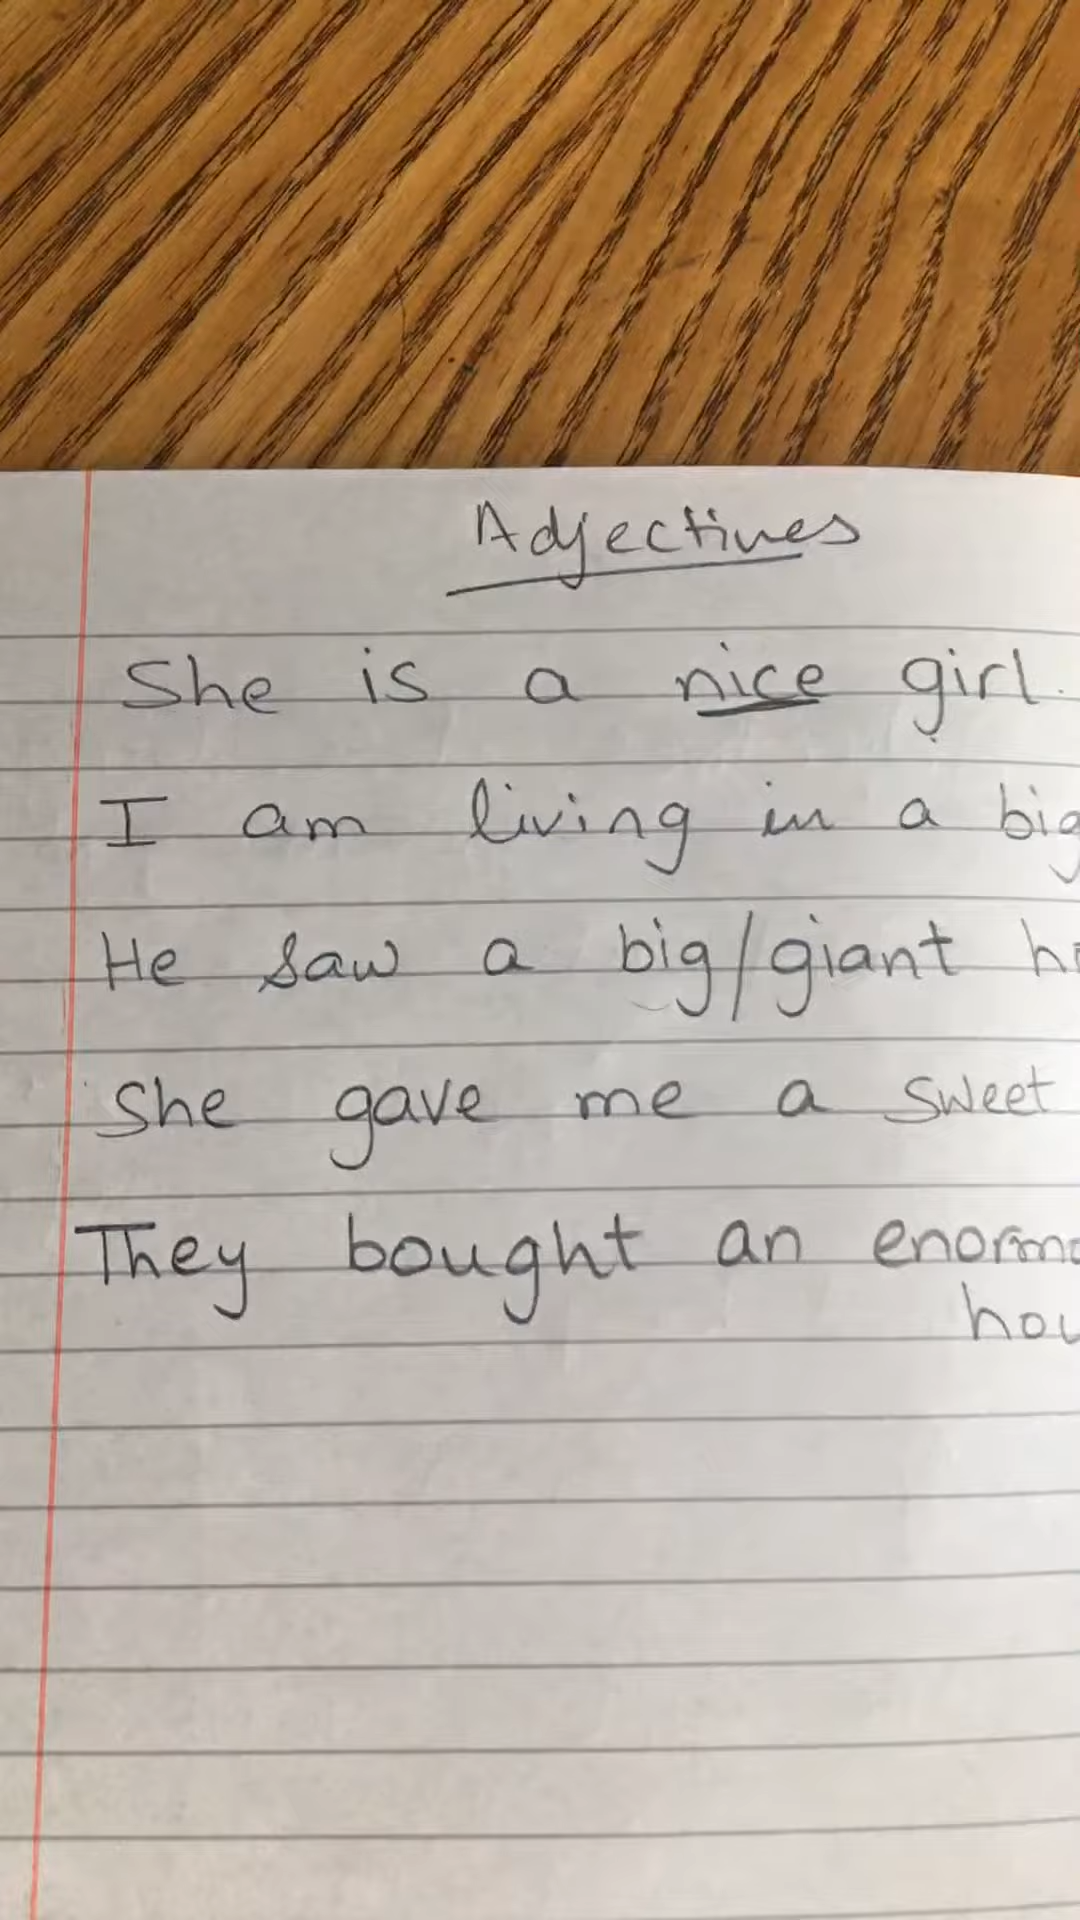 Adjectives
She is a nice girl.
I am living in a big
He saw a big/giant
She gave me a sweet
They bought an